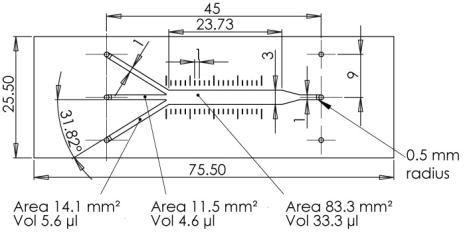 45
23.73
1
1
3
9
25.50
31.82°
1
0.5 mm
radius
75.50
Area 14.1 mm²
Vol 5.6 µl
Area 11.5 mm²
Vol 4.6 µl
Area 83.3 mm²
Vol 33.3 µl